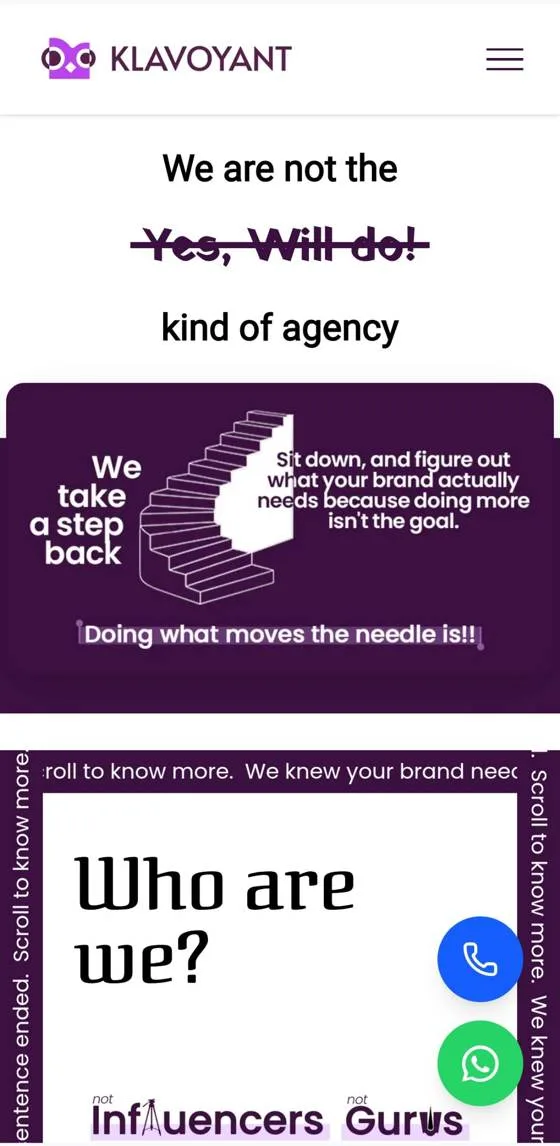 KLAVOYANT
We are not the
Yes, Will do!
kind of agency
We
take
a step
back
Sit down, and figure out
what your brand actually
needs because doing more
isn't the goal.
Doing what moves the needle is!!
roll to know more. We knew your brand
entence ended. Scroll to know more.
Scroll to know more. We knew your
Who are
we?
not
Influencers
not
Gurus